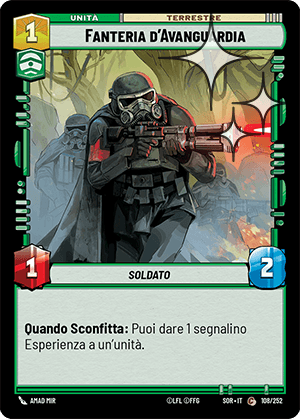 1
UNITÀ
TERRESTRE
FANTERIA D'AVANGUARDIA
1
SOLDATO
2
Quando Sconfitta: Puoi dare 1 segnalino
Esperienza a un'unità.
AMAD MIR
©LFL ©FFG
SOR • IT C 108/252